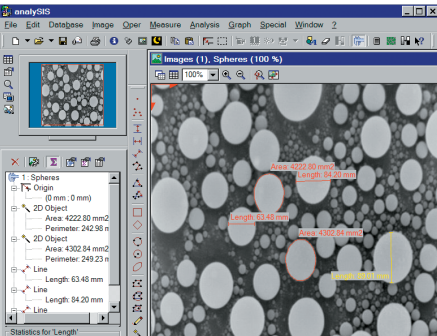 analySIS
File Edit Database Image Oper Measure Analysis Graph Special Window ?
Images (1), Spheres (100 %)
100%
1: Spheres
Origin
(0 mm ; 0 mm)
2D Object
Area: 4222.80 mm2
Perimeter: 242.98 m
2D Object
Area: 4302.84 mm2
Perimeter: 249.23 m
Line
Length: 63.48 mm
Line
Length: 84.20 mm
Line
Statistics for 'Length'
Area: 4222.80 mm2
Length: 84.20 mm
Length: 63.48 mm
Area: 4302.84 mm2